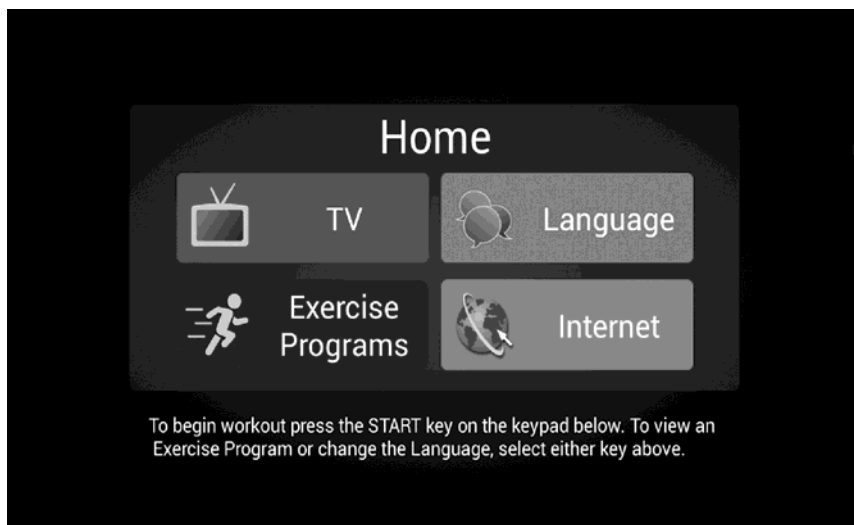 Home
TV
Language
Exercise
Programs
Internet
To begin workout press the START key on the keypad below. To view an
Exercise Program or change the Language, select either key above.